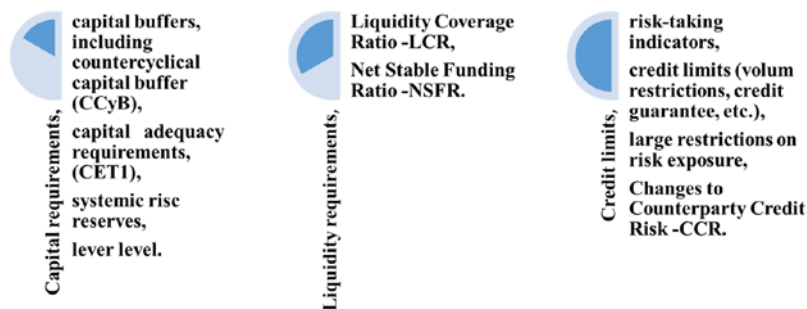 Capital requirements,
capital buffers,
including
countercyclical
capital buffer
(CCyB),
capital adequacy
requirements,
(CET1),
systemic risc
reserves,
lever level.
Liquidity requirements,
Liquidity Coverage
Ratio -LCR,
Net Stable Funding
Ratio -NSFR.
Credit limits,
risk-taking
indicators,
credit limits (volum
restrictions, credit
guarantee, etc.),
large restrictions on
risk exposure,
Changes to
Counterparty Credit
Risk -CCR.